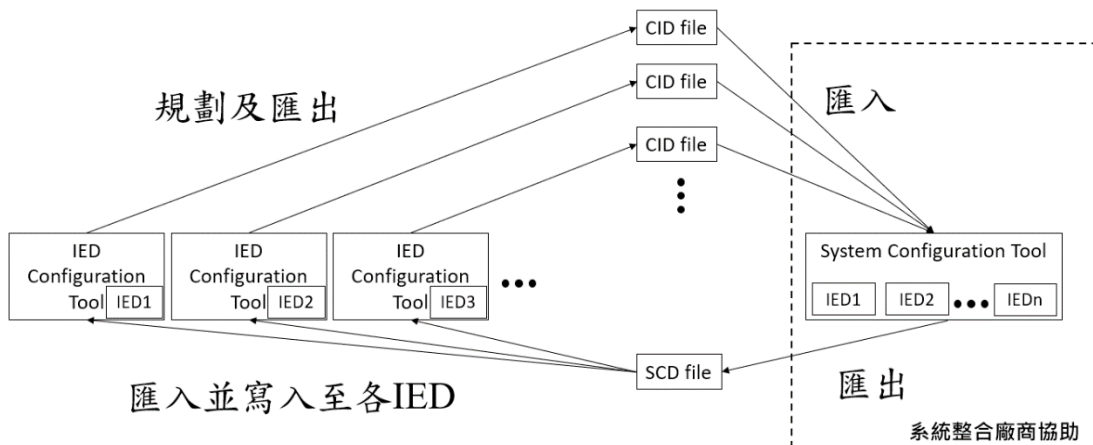 CID file
CID file
規劃及匯出
匯入
CID file
IED
Configuration
Tool
IED1
IED
Configuration
Tool
IED2
IED
Configuration
Tool
IED3
System Configuration Tool
IED1
IED2
IEDn
SCD file
匯入並寫入至各IED
匯出
系統整合廠商協助